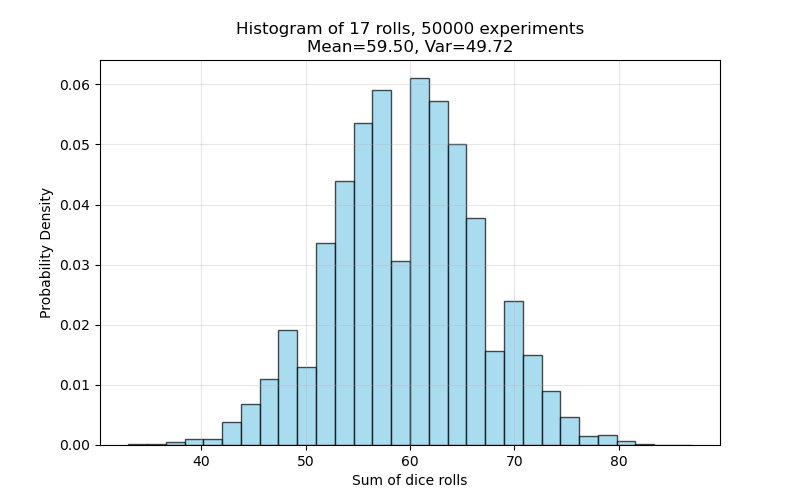 Histogram of 17 rolls, 50000 experiments
Mean=59.50, Var=49.72
Probability Density
0.06
0.05
0.04
0.03
0.02
0.01
0.00
40 50 60 70 80
Sum of dice rolls